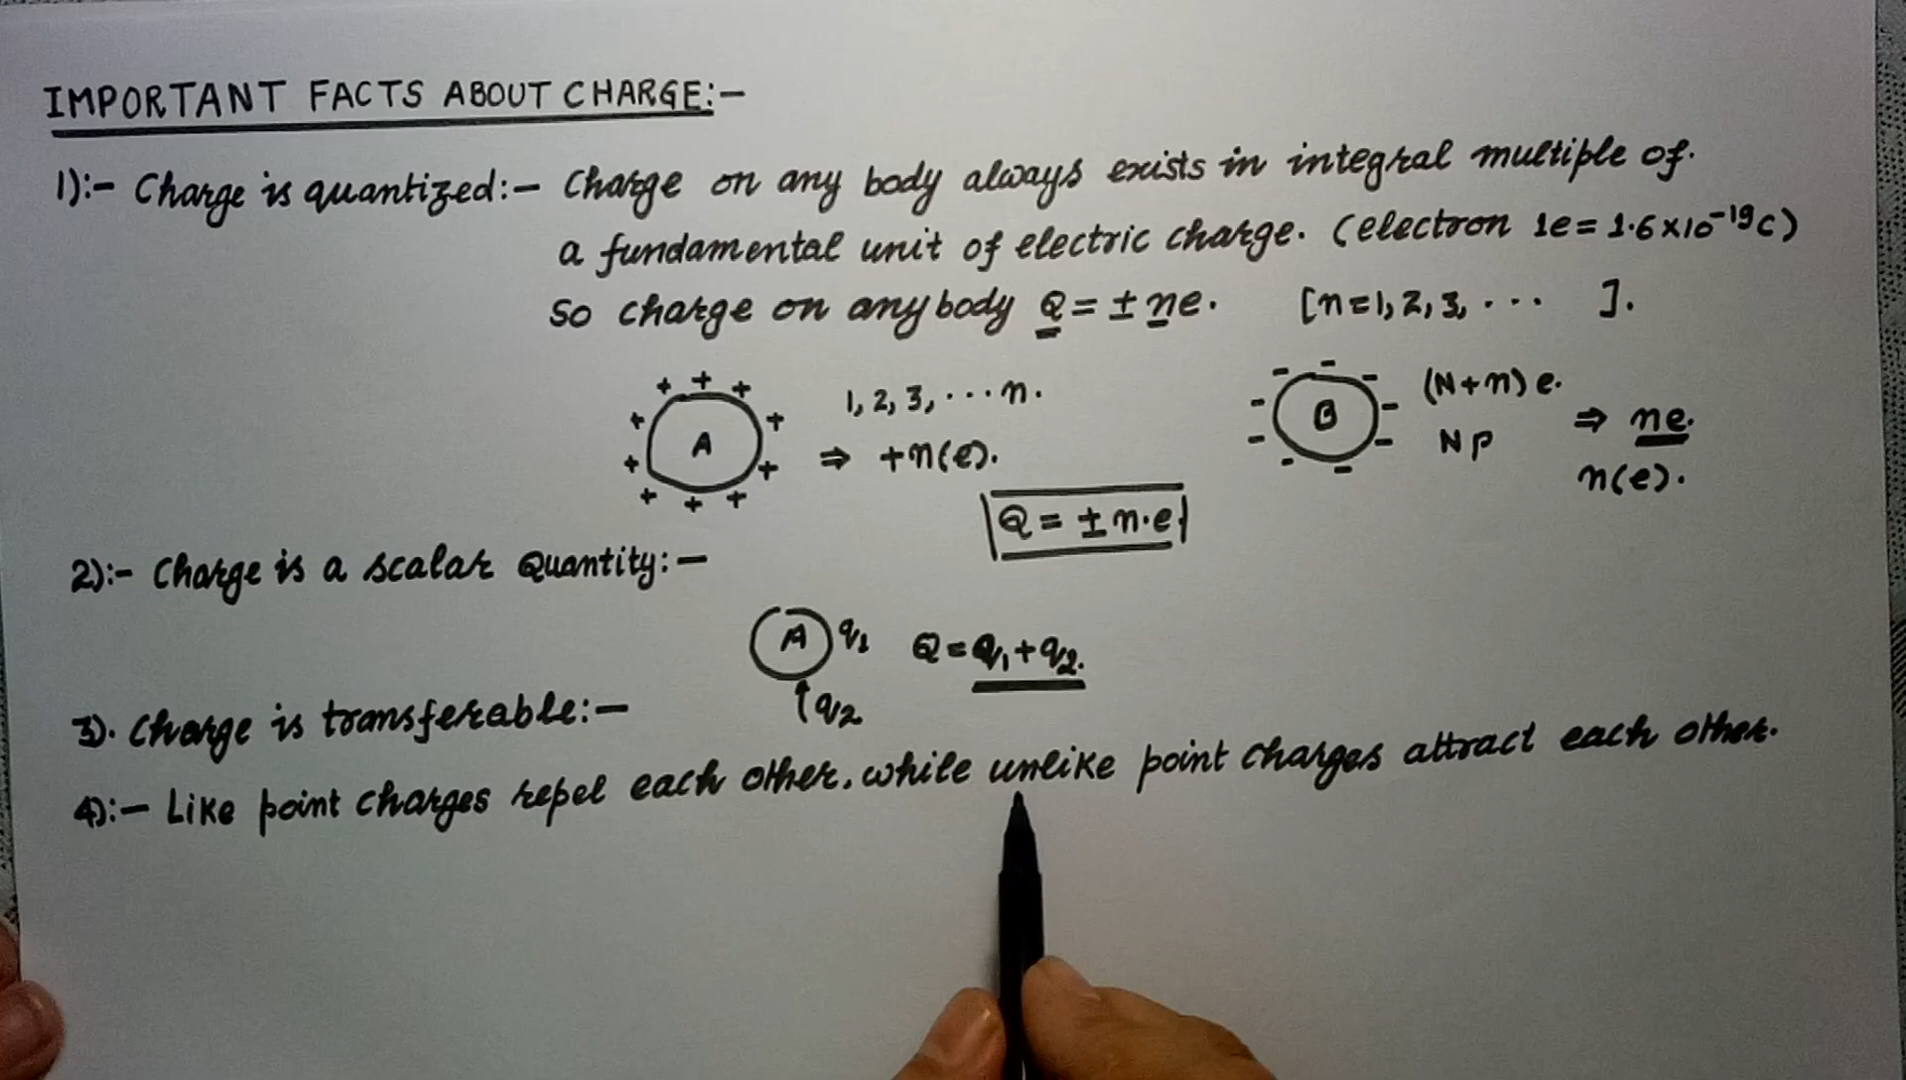 IMPORTANT FACTS ABOUT CHARGE:-
1):- Charge is quantized:- Charge on any body always exists in integral multiple of.
a fundamental unit of electric charge. (electron 1e = 1.6×10⁻¹⁹C)
So charge on any body Q = ± ne. [n=1, 2, 3, ... ].
+ + + + + + + + + + +
A
1, 2, 3, ... n.
⇒ +n(e).
- - - - - - - - -
B
(N+n) e.
N p
⇒ ne.
n(e).
Q = ± n·e
2):- Charge is a scalar Quantity:-
A q1 Q = q1 + q2.
↑q2
3). Charge is transferable:-
4):- Like point charges repel each other, while unlike point charges attract each other.